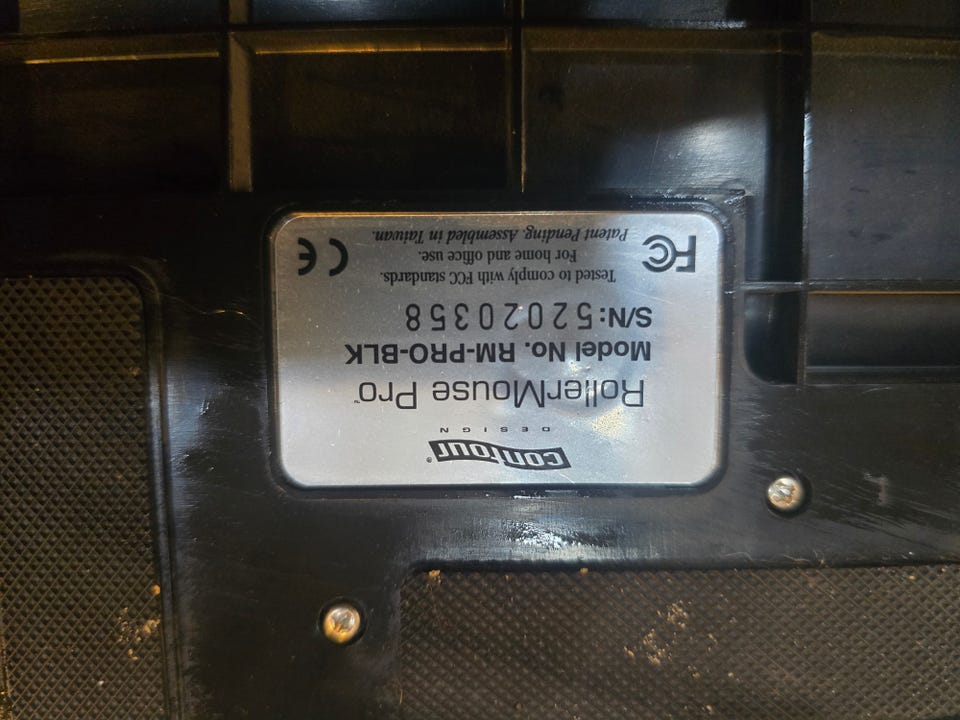 contour®
DESIGN
RollerMouse Pro™
Model No. RM-PRO-BLK
S/N:52020358
Tested to comply with FCC standards.
For home and office use.
Patent Pending. Assembled in Taiwan.
FC CE